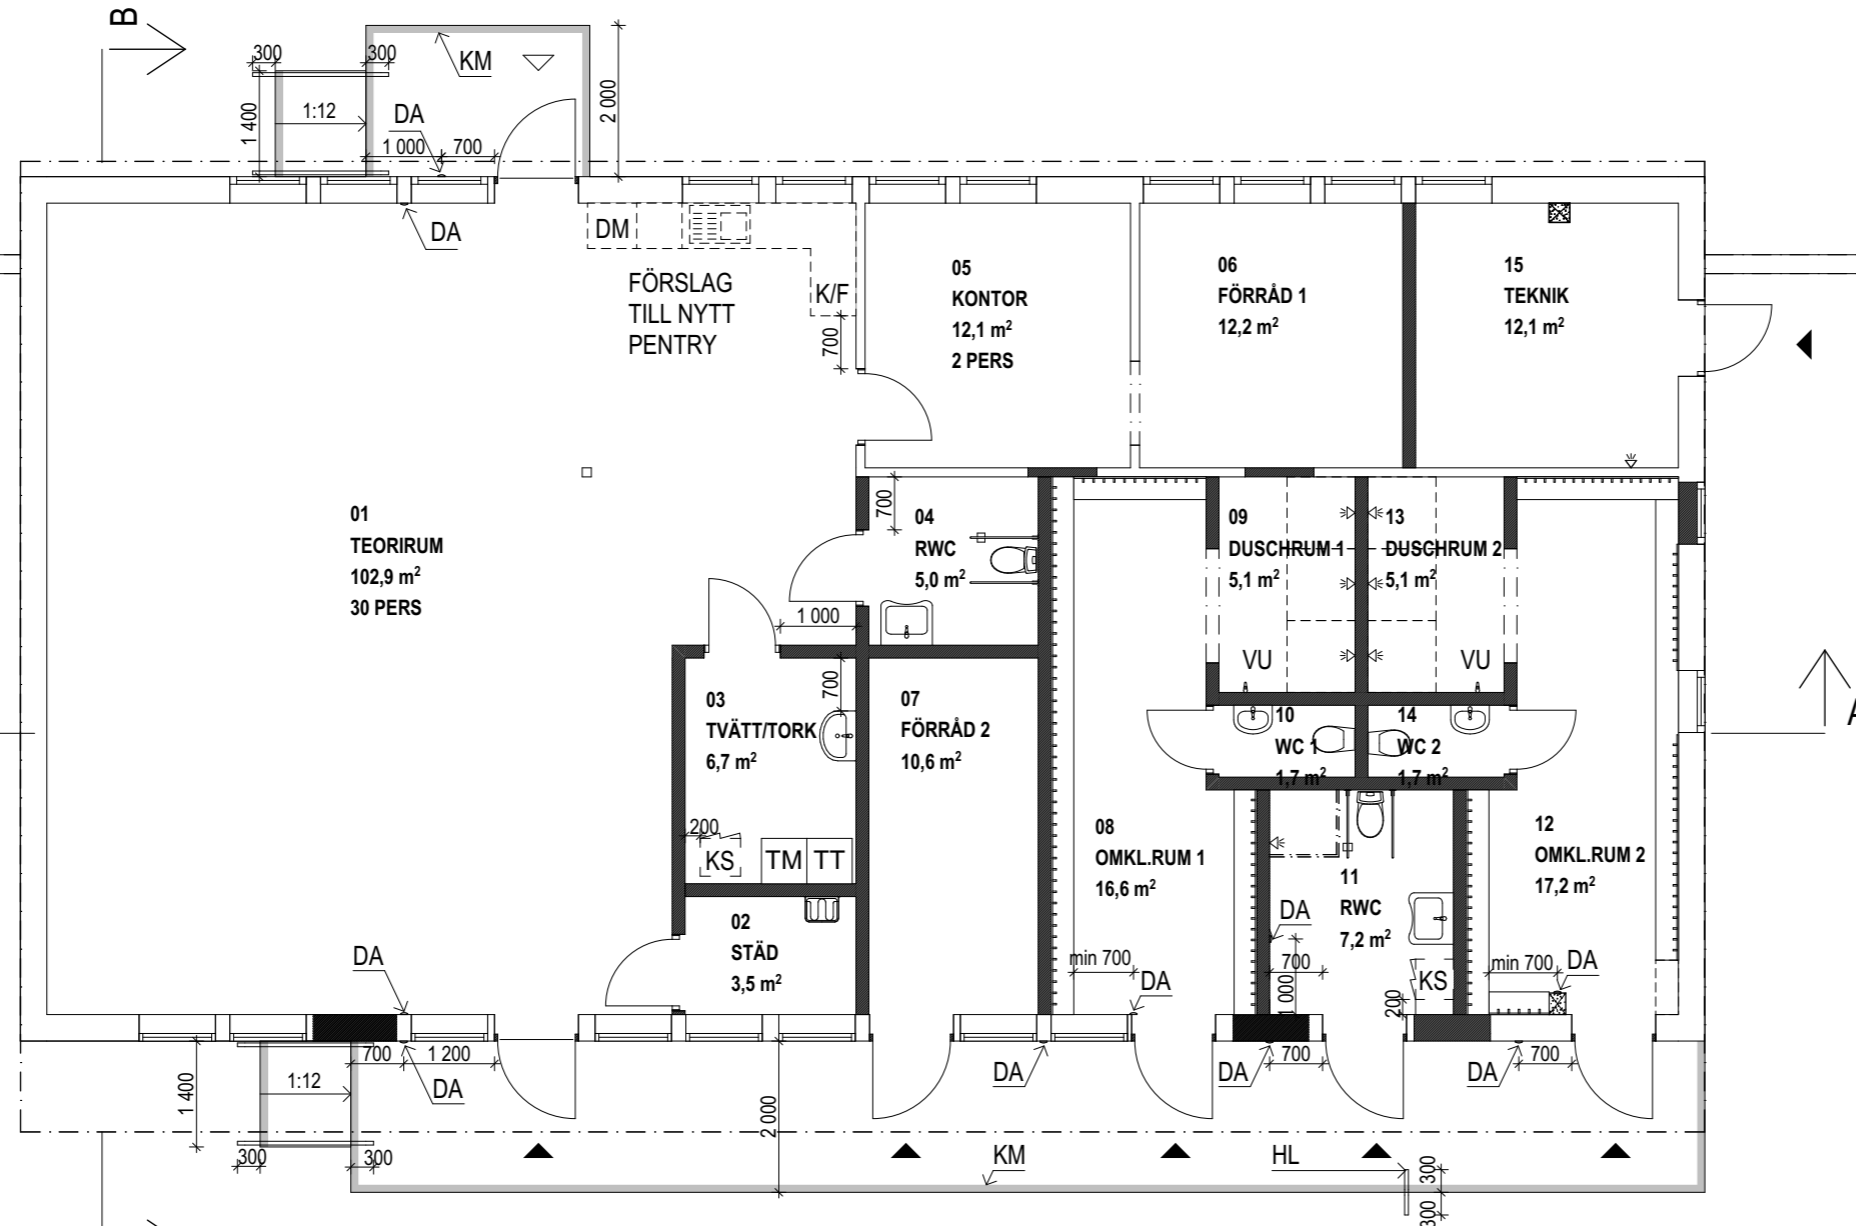 B
300
300
KM
1 400
1:12
DA
1 000
700
2 000
DA
DM
FÖRSLAG
TILL NYTT
PENTRY
K/F
700
05
KONTOR
12,1 m²
2 PERS
06
FÖRRÅD 1
12,2 m²
15
TEKNIK
12,1 m²
01
TEORIRUM
102,9 m²
30 PERS
700
04
RWC
5,0 m²
1 000
09
DUSCHRUM 1
5,1 m²
VU
13
DUSCHRUM 2
5,1 m²
VU
A
03
TVÄTT/TORK
6,7 m²
700
200
KS
TM
TT
07
FÖRRÅD 2
10,6 m²
10
WC 1
1,7 m²
14
WC 2
1,7 m²
08
OMKL.RUM 1
16,6 m²
min 700
DA
11
RWC
7,2 m²
DA
700
1 000
KS
200
12
OMKL.RUM 2
17,2 m²
min 700
DA
02
STÄD
3,5 m²
DA
700
1 200
DA
1 400
1:12
300
300
2 000
DA
DA
700
DA
700
KM
HL
300
300